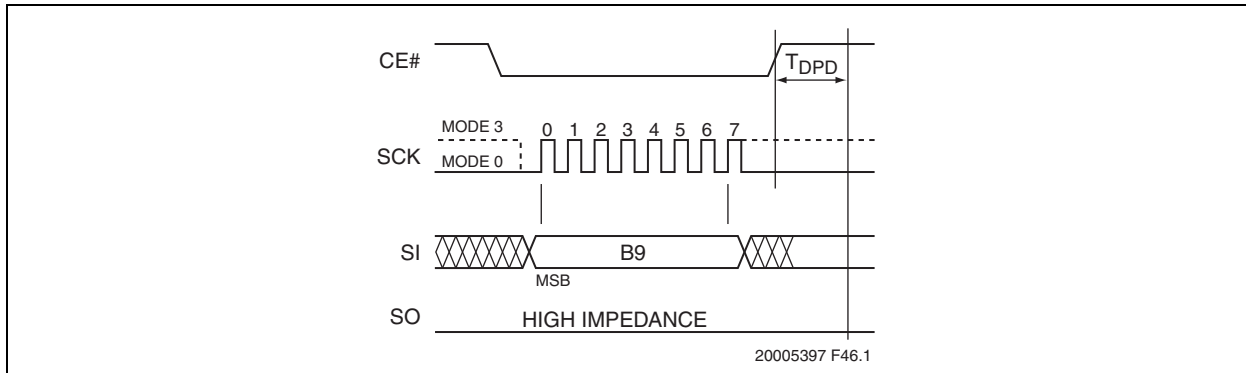 CE#
TDPD
MODE 3
0 1 2 3 4 5 6 7
SCK
MODE 0
SI
B9
MSB
SO
HIGH IMPEDANCE
20005397 F46.1